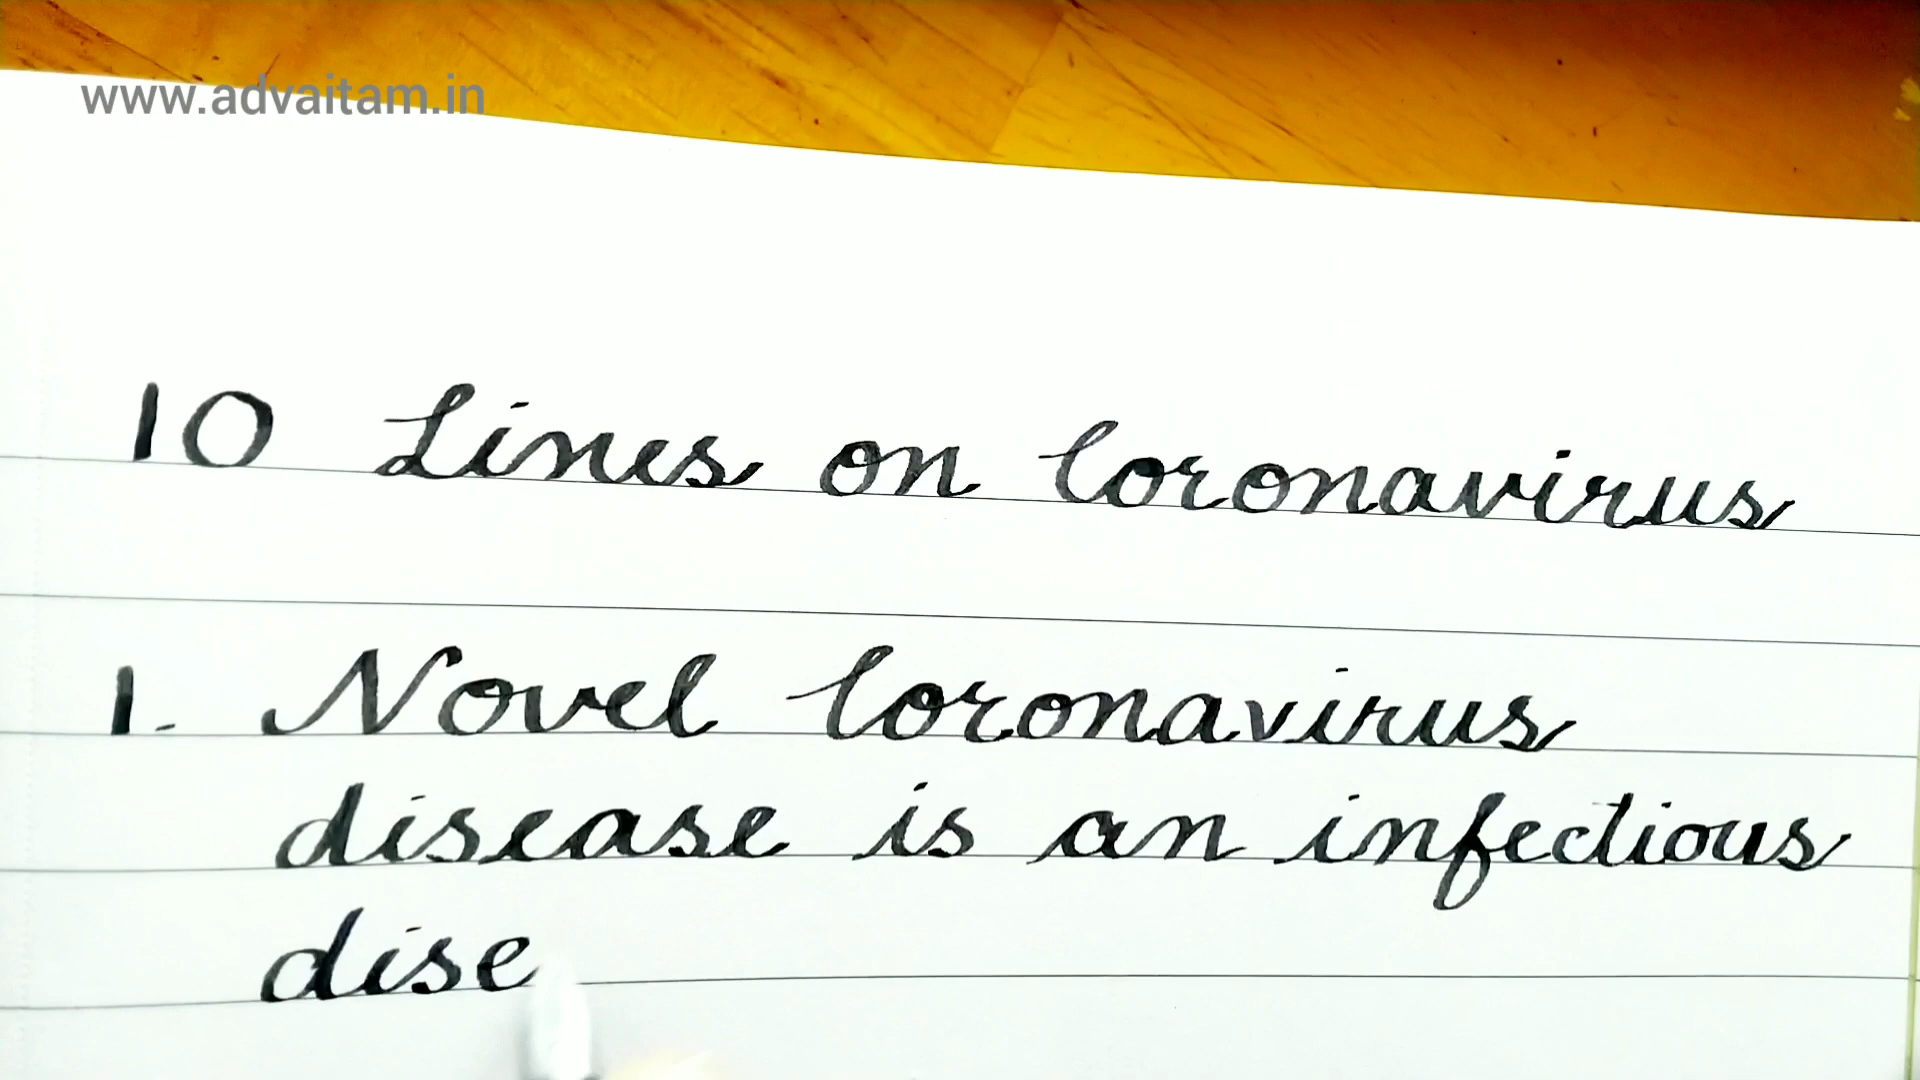 www.advaitam.in
10 Lines on Coronavirus
1. Novel Coronavirus
disease is an infectious
dise